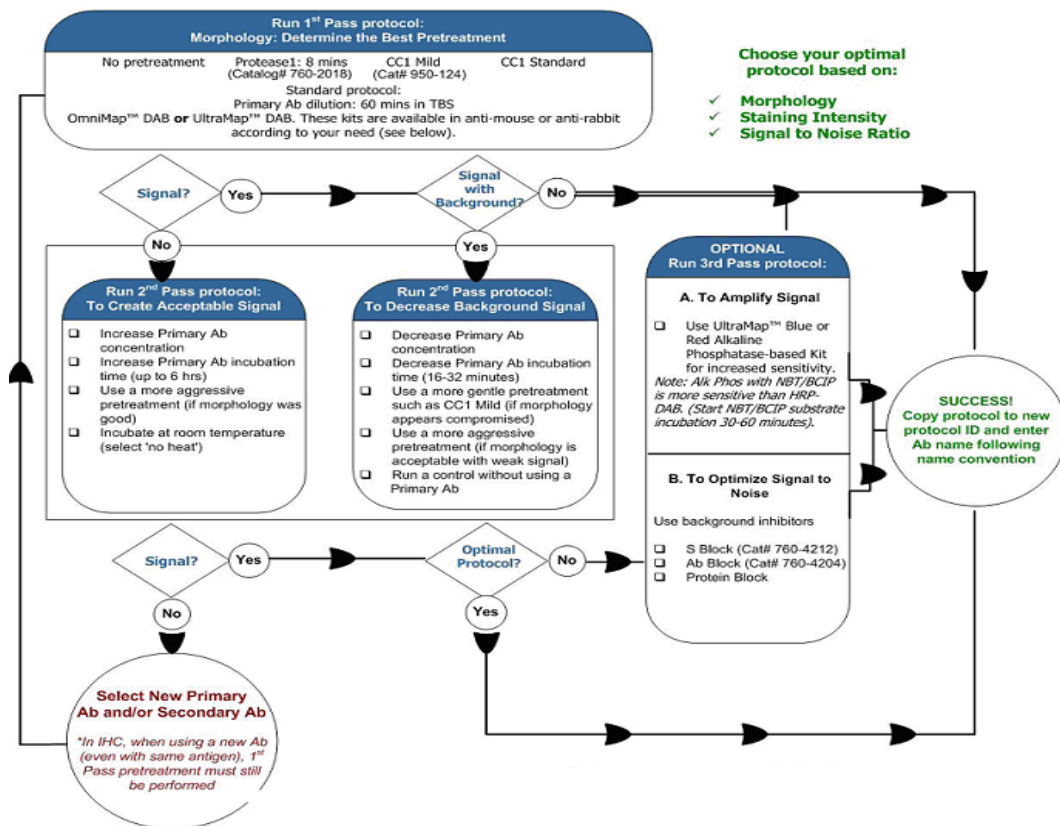 Run 1st Pass protocol:
Morphology: Determine the Best Pretreatment
No pretreatment
Protease1: 8 mins
(Catalog# 760-2018)
CC1 Mild
(Cat# 950-124)
CC1 Standard
Standard protocol:
Primary Ab dilution: 60 mins in TBS
OmniMap™ DAB or UltraMap™ DAB. These kits are available in anti-mouse or anti-rabbit
according to your need (see below).
Choose your optimal
protocol based on:
✓ Morphology
✓ Staining Intensity
✓ Signal to Noise Ratio
Signal?
Yes
Signal
with
Background?
No
No
Yes
Run 2nd Pass protocol:
To Create Acceptable Signal
❑ Increase Primary Ab
concentration
❑ Increase Primary Ab incubation
time (up to 6 hrs)
❑ Use a more aggressive
pretreatment (if morphology was
good)
❑ Incubate at room temperature
(select 'no heat')
Run 2nd Pass protocol:
To Decrease Background Signal
❑ Decrease Primary Ab
concentration
❑ Decrease Primary Ab incubation
time (16-32 minutes)
❑ Use a more gentle pretreatment
such as CC1 Mild (if morphology
appears compromised)
❑ Use a more aggressive
pretreatment (if morphology is
acceptable with weak signal)
❑ Run a control without using a
Primary Ab
OPTIONAL
Run 3rd Pass protocol:
A. To Amplify Signal
❑ Use UltraMap™ Blue or
Red Alkaline
Phosphatase-based Kit
for increased sensitivity.
Note: Alk Phos with NBT/BCIP
is more sensitive than HRP-
DAB. (Start NBT/BCIP substrate
incubation 30-60 minutes).
B. To Optimize Signal to
Noise
Use background inhibitors
❑ S Block (Cat# 760-4212)
❑ Ab Block (Cat# 760-4204)
❑ Protein Block
SUCCESS!
Copy protocol to new
protocol ID and enter
Ab name following
name convention
Signal?
Yes
Optimal
Protocol?
No
No
Yes
Select New Primary
Ab and/or Secondary Ab
*In IHC, when using a new Ab
(even with same antigen), 1st
Pass pretreatment must still
be performed